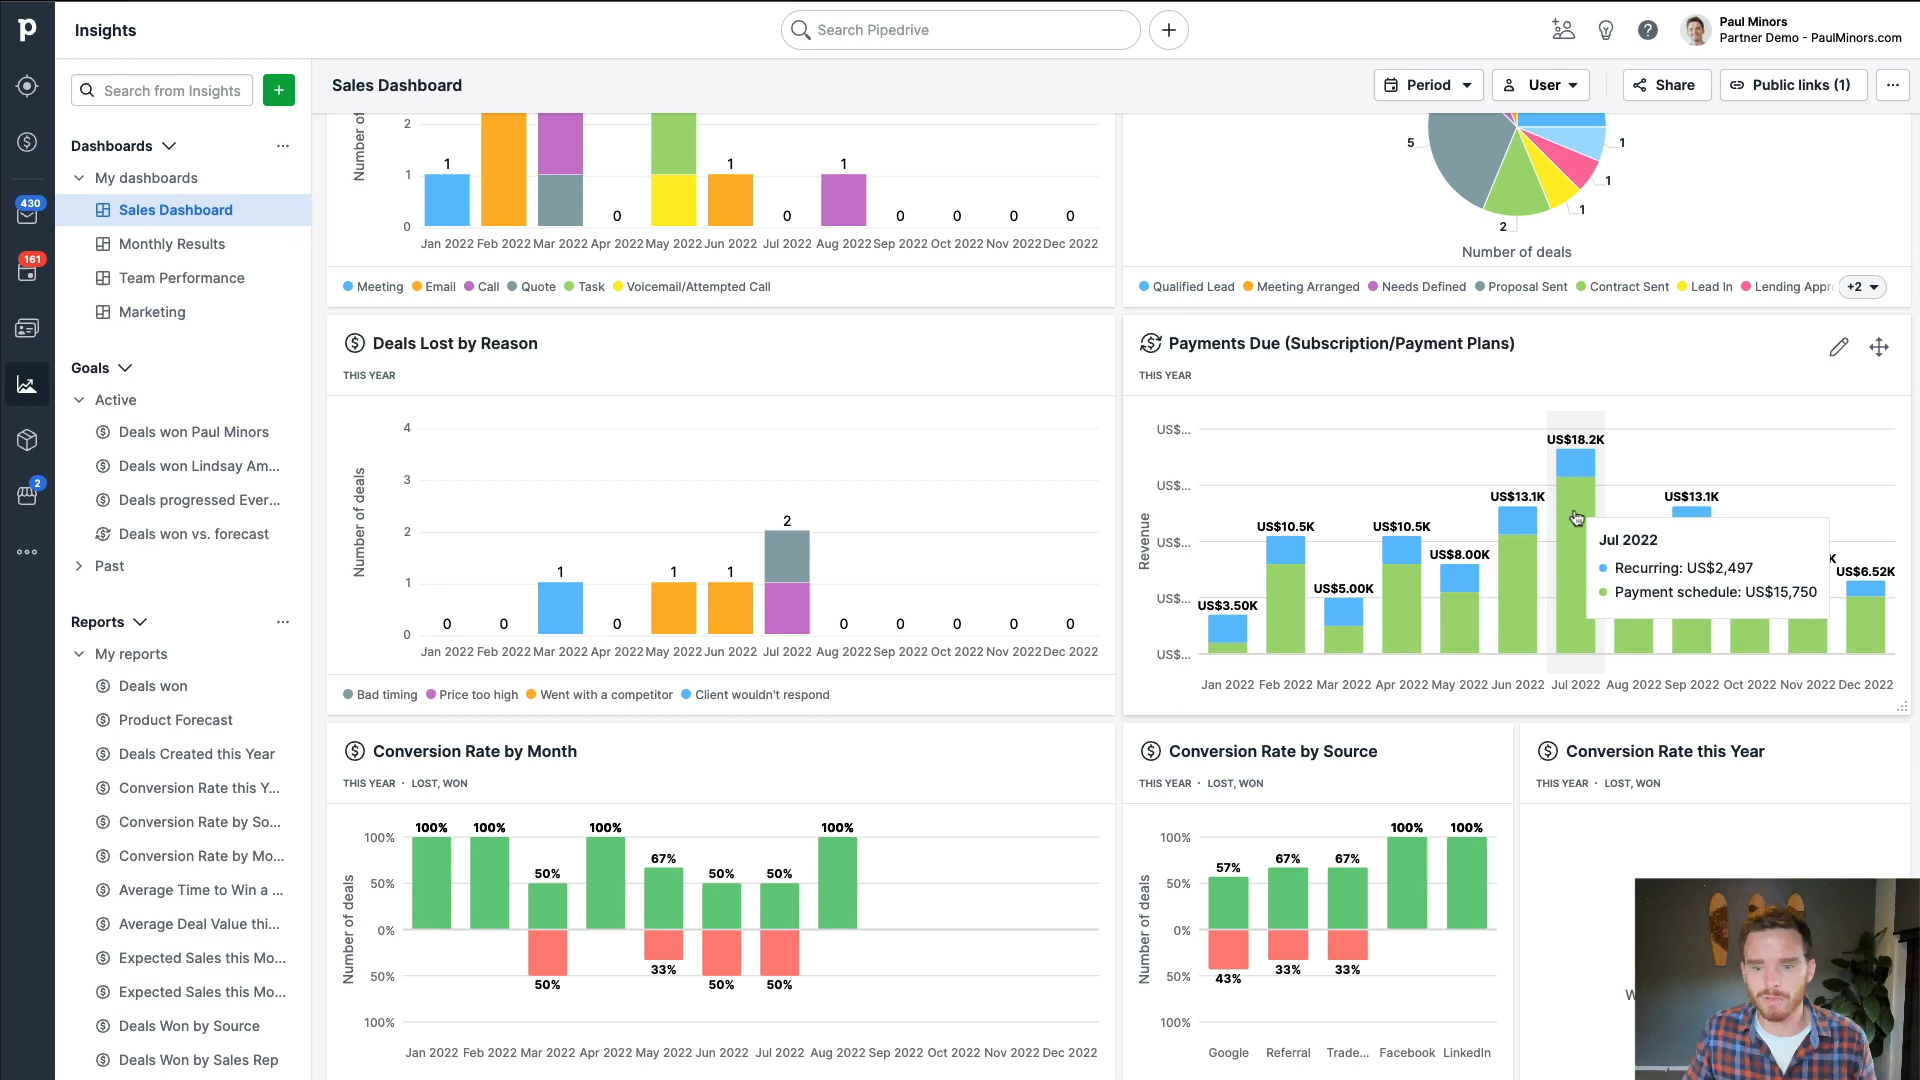 p
Insights
Search Pipedrive
Paul Minors
Partner Demo - PaulMinors.com
Search from Insights
+
Sales Dashboard
Period
User
Share
Public links (1)
...
430
161
2
Dashboards
...
My dashboards
Sales Dashboard
Monthly Results
Team Performance
Marketing
Goals
Active
Deals won Paul Minors
Deals won Lindsay Am...
Deals progressed Ever...
Deals won vs. forecast
Past
Reports
...
My reports
Deals won
Product Forecast
Deals Created this Year
Conversion Rate this Y...
Conversion Rate by So...
Conversion Rate by Mo...
Average Time to Win a ...
Average Deal Value thi...
Expected Sales this Mo...
Expected Sales this Mo...
Deals Won by Source
Deals Won by Sales Rep
Number of
2
1
0
1 0 1 0 1 0 0 0 0
Jan 2022 Feb 2022 Mar 2022 Apr 2022 May 2022 Jun 2022 Jul 2022 Aug 2022 Sep 2022 Oct 2022 Nov 2022 Dec 2022
Meeting Email Call Quote Task Voicemail/Attempted Call
5
1
1
1
2
Number of deals
Qualified Lead Meeting Arranged Needs Defined Proposal Sent Contract Sent Lead In Lending Appr +2
Deals Lost by Reason
THIS YEAR
Number of deals
4
3
2
1
0
0 0 1 0 1 1 2 0 0 0 0 0
Jan 2022 Feb 2022 Mar 2022 Apr 2022 May 2022 Jun 2022 Jul 2022 Aug 2022 Sep 2022 Oct 2022 Nov 2022 Dec 2022
Bad timing Price too high Went with a competitor Client wouldn't respond
Payments Due (Subscription/Payment Plans)
THIS YEAR
Revenue
US$...
US$...
US$...
US$...
US$...
US$3.50K US$10.5K US$5.00K US$10.5K US$8.00K US$13.1K US$18.2K US$13.1K K US$6.52K
Jul 2022
Recurring: US$2,497
Payment schedule: US$15,750
Jan 2022 Feb 2022 Mar 2022 Apr 2022 May 2022 Jun 2022 Jul 2022 Aug 2022 Sep 2022 Oct 2022 Nov 2022 Dec 2022
Conversion Rate by Month
THIS YEAR · LOST, WON
Number of deals
100%
50%
0%
50%
100%
100% 100% 50% 100% 67% 50% 50% 100%
50% 33% 50% 50%
Jan 2022 Feb 2022 Mar 2022 Apr 2022 May 2022 Jun 2022 Jul 2022 Aug 2022 Sep 2022 Oct 2022 Nov 2022 Dec 2022
Conversion Rate by Source
THIS YEAR · LOST, WON
Number of deals
100%
50%
0%
50%
100%
57% 67% 67% 100% 100%
43% 33% 33%
Google Referral Trade... Facebook LinkedIn
Conversion Rate this Year
THIS YEAR · LOST, WON
W